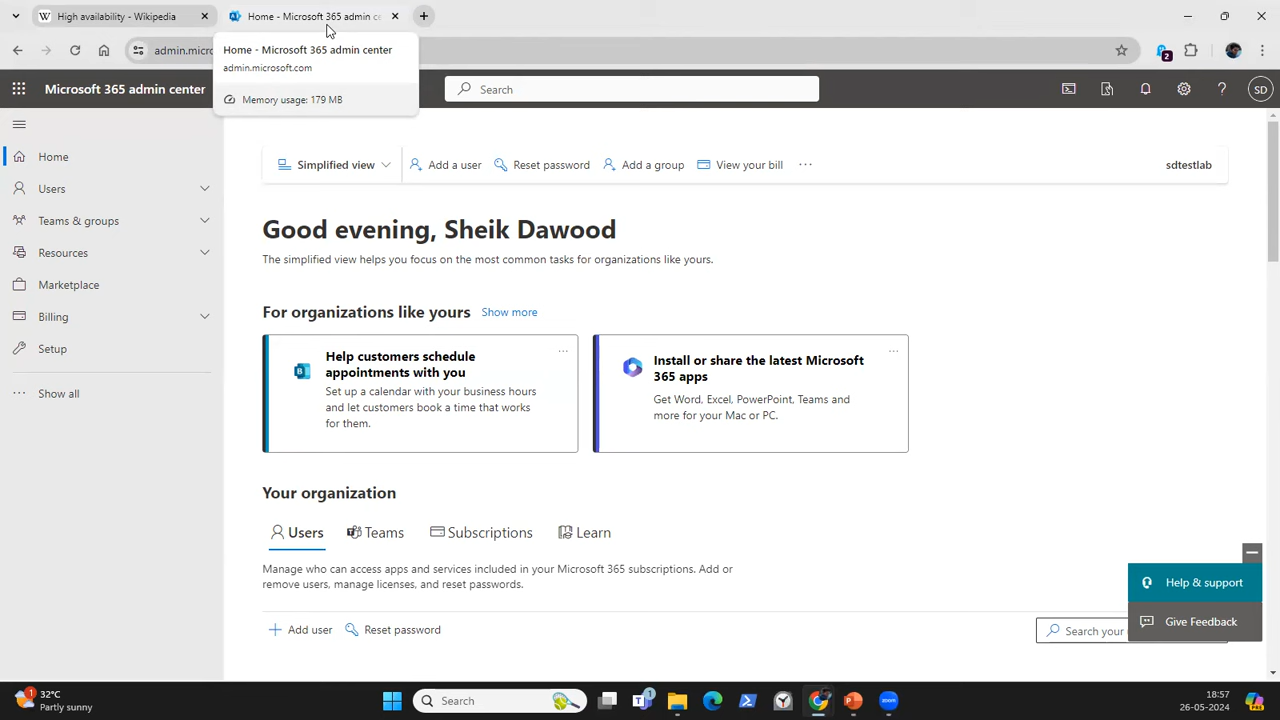 High availability - Wikipedia
Home - Microsoft 365 admin ce
admin.micro
Home - Microsoft 365 admin center
admin.microsoft.com
Memory usage: 179 MB
2
Microsoft 365 admin center
Search
SD
Home
Users
Teams & groups
Resources
Marketplace
Billing
Setup
Show all
Simplified view
Add a user
Reset password
Add a group
View your bill
sdtestlab
Good evening, Sheik Dawood
The simplified view helps you focus on the most common tasks for organizations like yours.
For organizations like yours Show more
Help customers schedule
appointments with you
Set up a calendar with your business hours
and let customers book a time that works
for them.
Install or share the latest Microsoft
365 apps
Get Word, Excel, PowerPoint, Teams and
more for your Mac or PC.
Your organization
Users
Teams
Subscriptions
Learn
Manage who can access apps and services included in your Microsoft 365 subscriptions. Add or
remove users, manage licenses, and reset passwords.
Add user
Reset password
Search your
Help & support
Give Feedback
1
32°C
Partly sunny
Search
1
zoom
18:57
26-05-2024